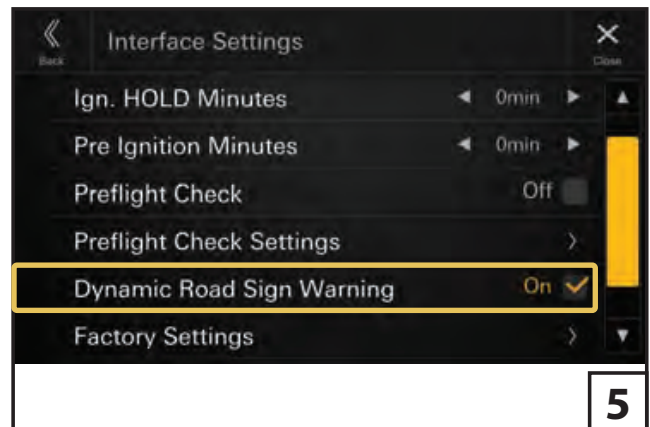 Back Interface Settings Close
Ign. HOLD Minutes 0min
Pre Ignition Minutes 0min
Preflight Check Off
Preflight Check Settings
Dynamic Road Sign Warning On
Factory Settings
5